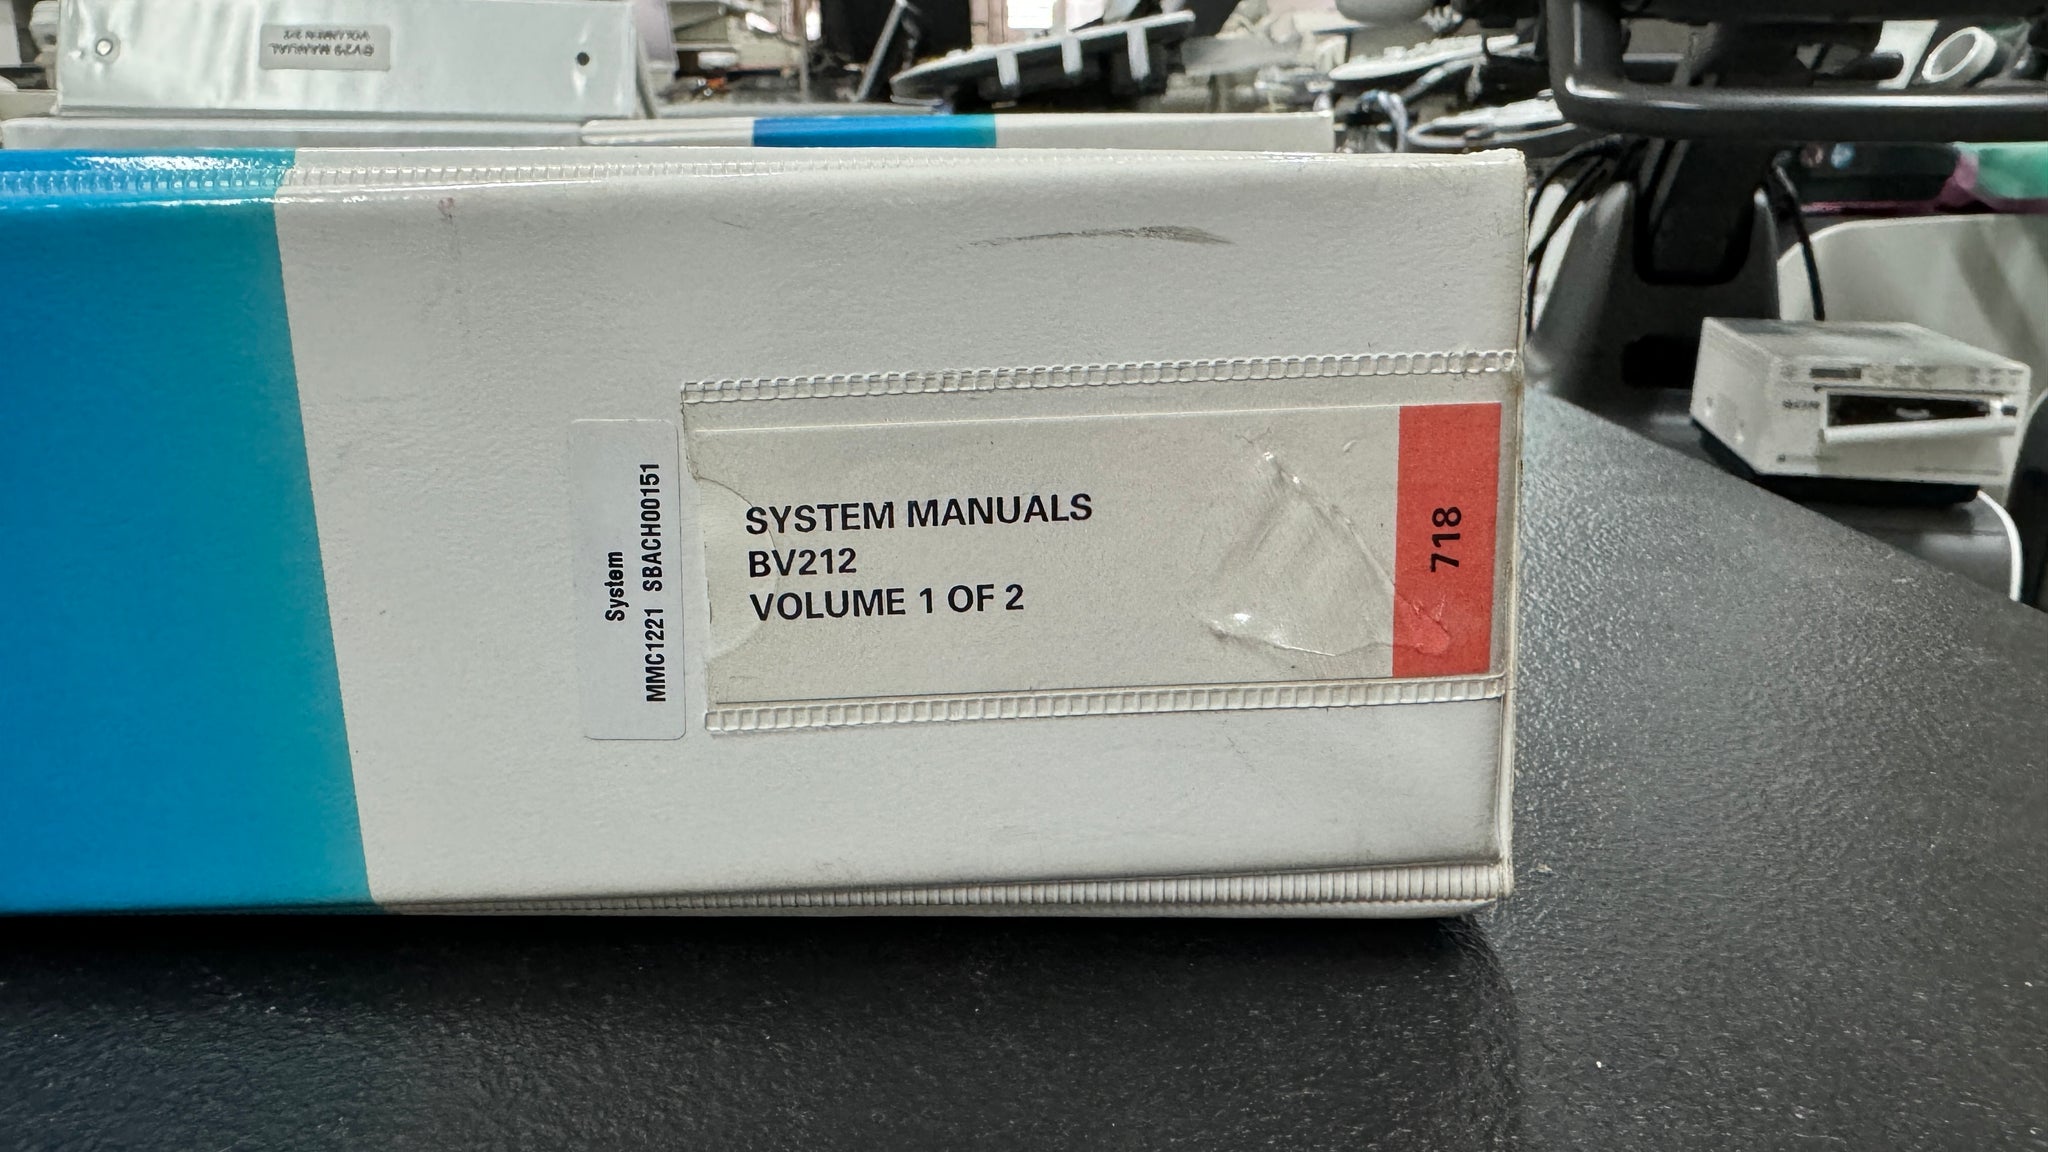 System
MMC1221 SBACH00151
SYSTEM MANUALS
BV212
VOLUME 1 OF 2
718